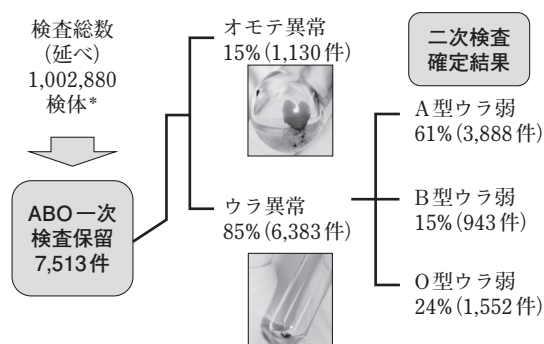 検査総数
(延べ)
1,002,880
検体*
ABO一次
検査保留
7,513件
オモテ異常
15%(1,130件)
ウラ異常
85%(6,383件)
二次検査
確定結果
A型ウラ弱
61%(3,888件)
B型ウラ弱
15%(943件)
O型ウラ弱
24%(1,552件)